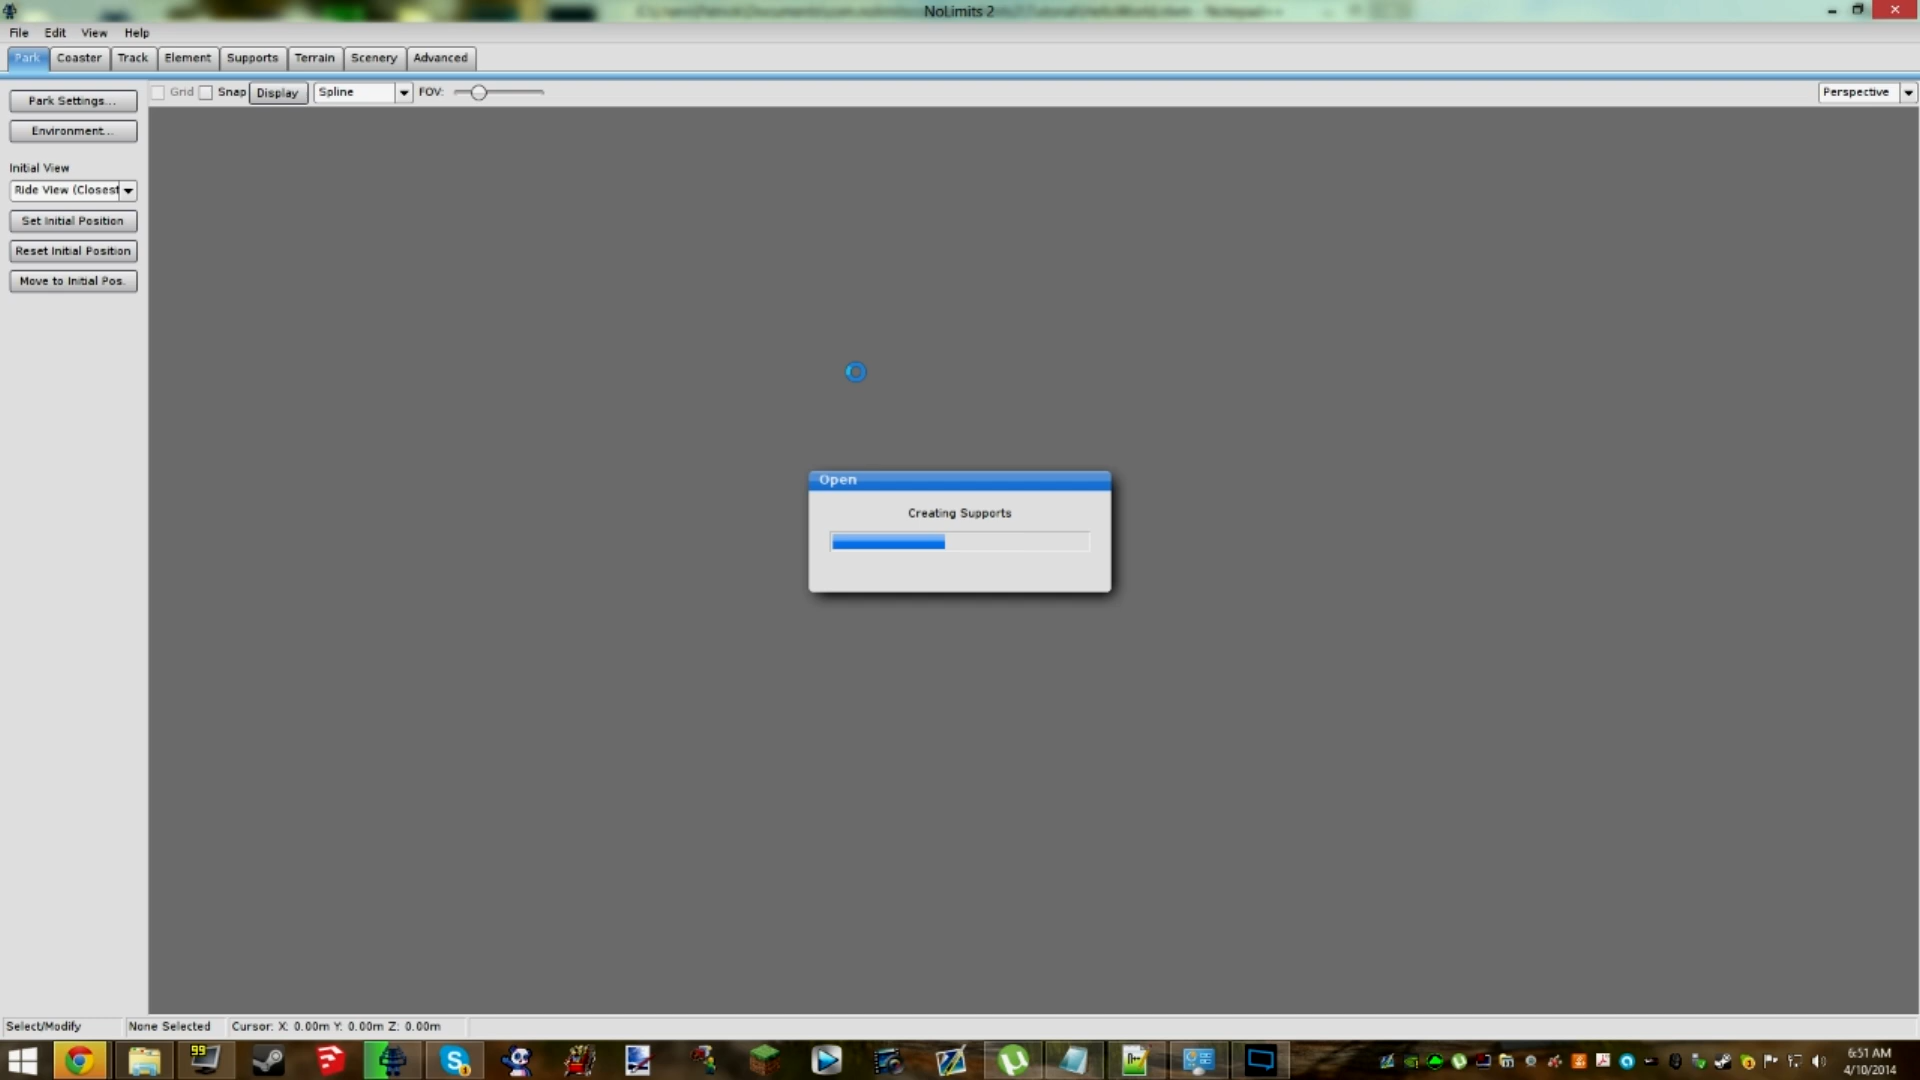 NoLimits 2
File Edit View Help
Park Coaster Track Element Supports Terrain Scenery Advanced
Grid Snap Display Spline FOV: Perspective
Park Settings...
Environment...
Initial View
Ride View (Closest
Set Initial Position
Reset Initial Position
Move to Initial Pos.
Open
Creating Supports
Select/Modify None Selected Cursor: X: 0.00m Y: 0.00m Z: 0.00m
99
6:51 AM
4/10/2014